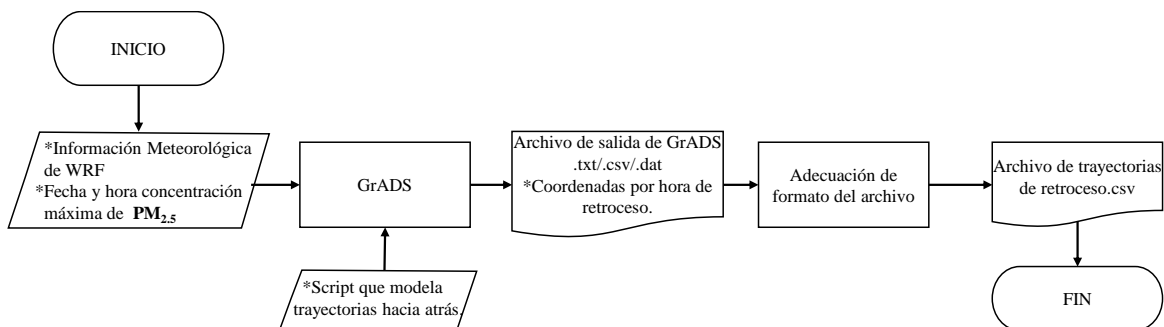 INICIO
*Información Meteorológica
de WRF
*Fecha y hora concentración
máxima de PM2.5
GrADS
*Script que modela
trayectorias hacia atrás.
Archivo de salida de GrADS
.txt/.csv/.dat
*Coordenadas por hora de
retroceso.
Adecuación de
formato del archivo
Archivo de trayectorias
de retroceso.csv
FIN